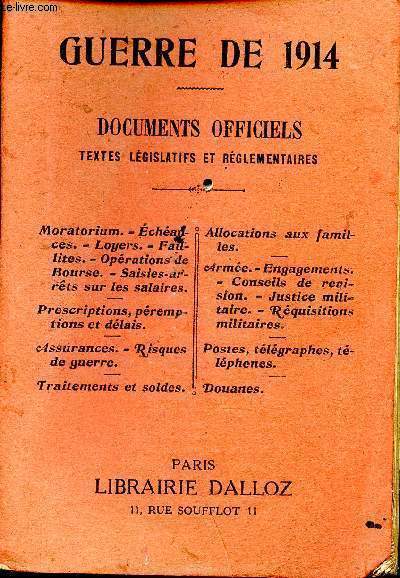 e-livre.com
GUERRE DE 1914
DOCUMENTS OFFICIELS
TEXTES LÉGISLATIFS ET RÉGLEMENTAIRES
Moratorium. - Échéan-
ces. - Loyers. - Fail-
lites. - Opérations de
Bourse. - Saisies-ar-
rêts sur les salaires.
Prescriptions, péremp-
tions et délais.
Assurances. - Risques
de guerre.
Traitements et soldes.
Allocations aux famil-
les.
Armée. - Engagements.
- Conseils de revi-
sion. - Justice mili-
taire. - Réquisitions
militaires.
Postes, télégraphes, té-
léphones.
Douanes.
PARIS
LIBRAIRIE DALLOZ
11, RUE SOUFFLOT 11